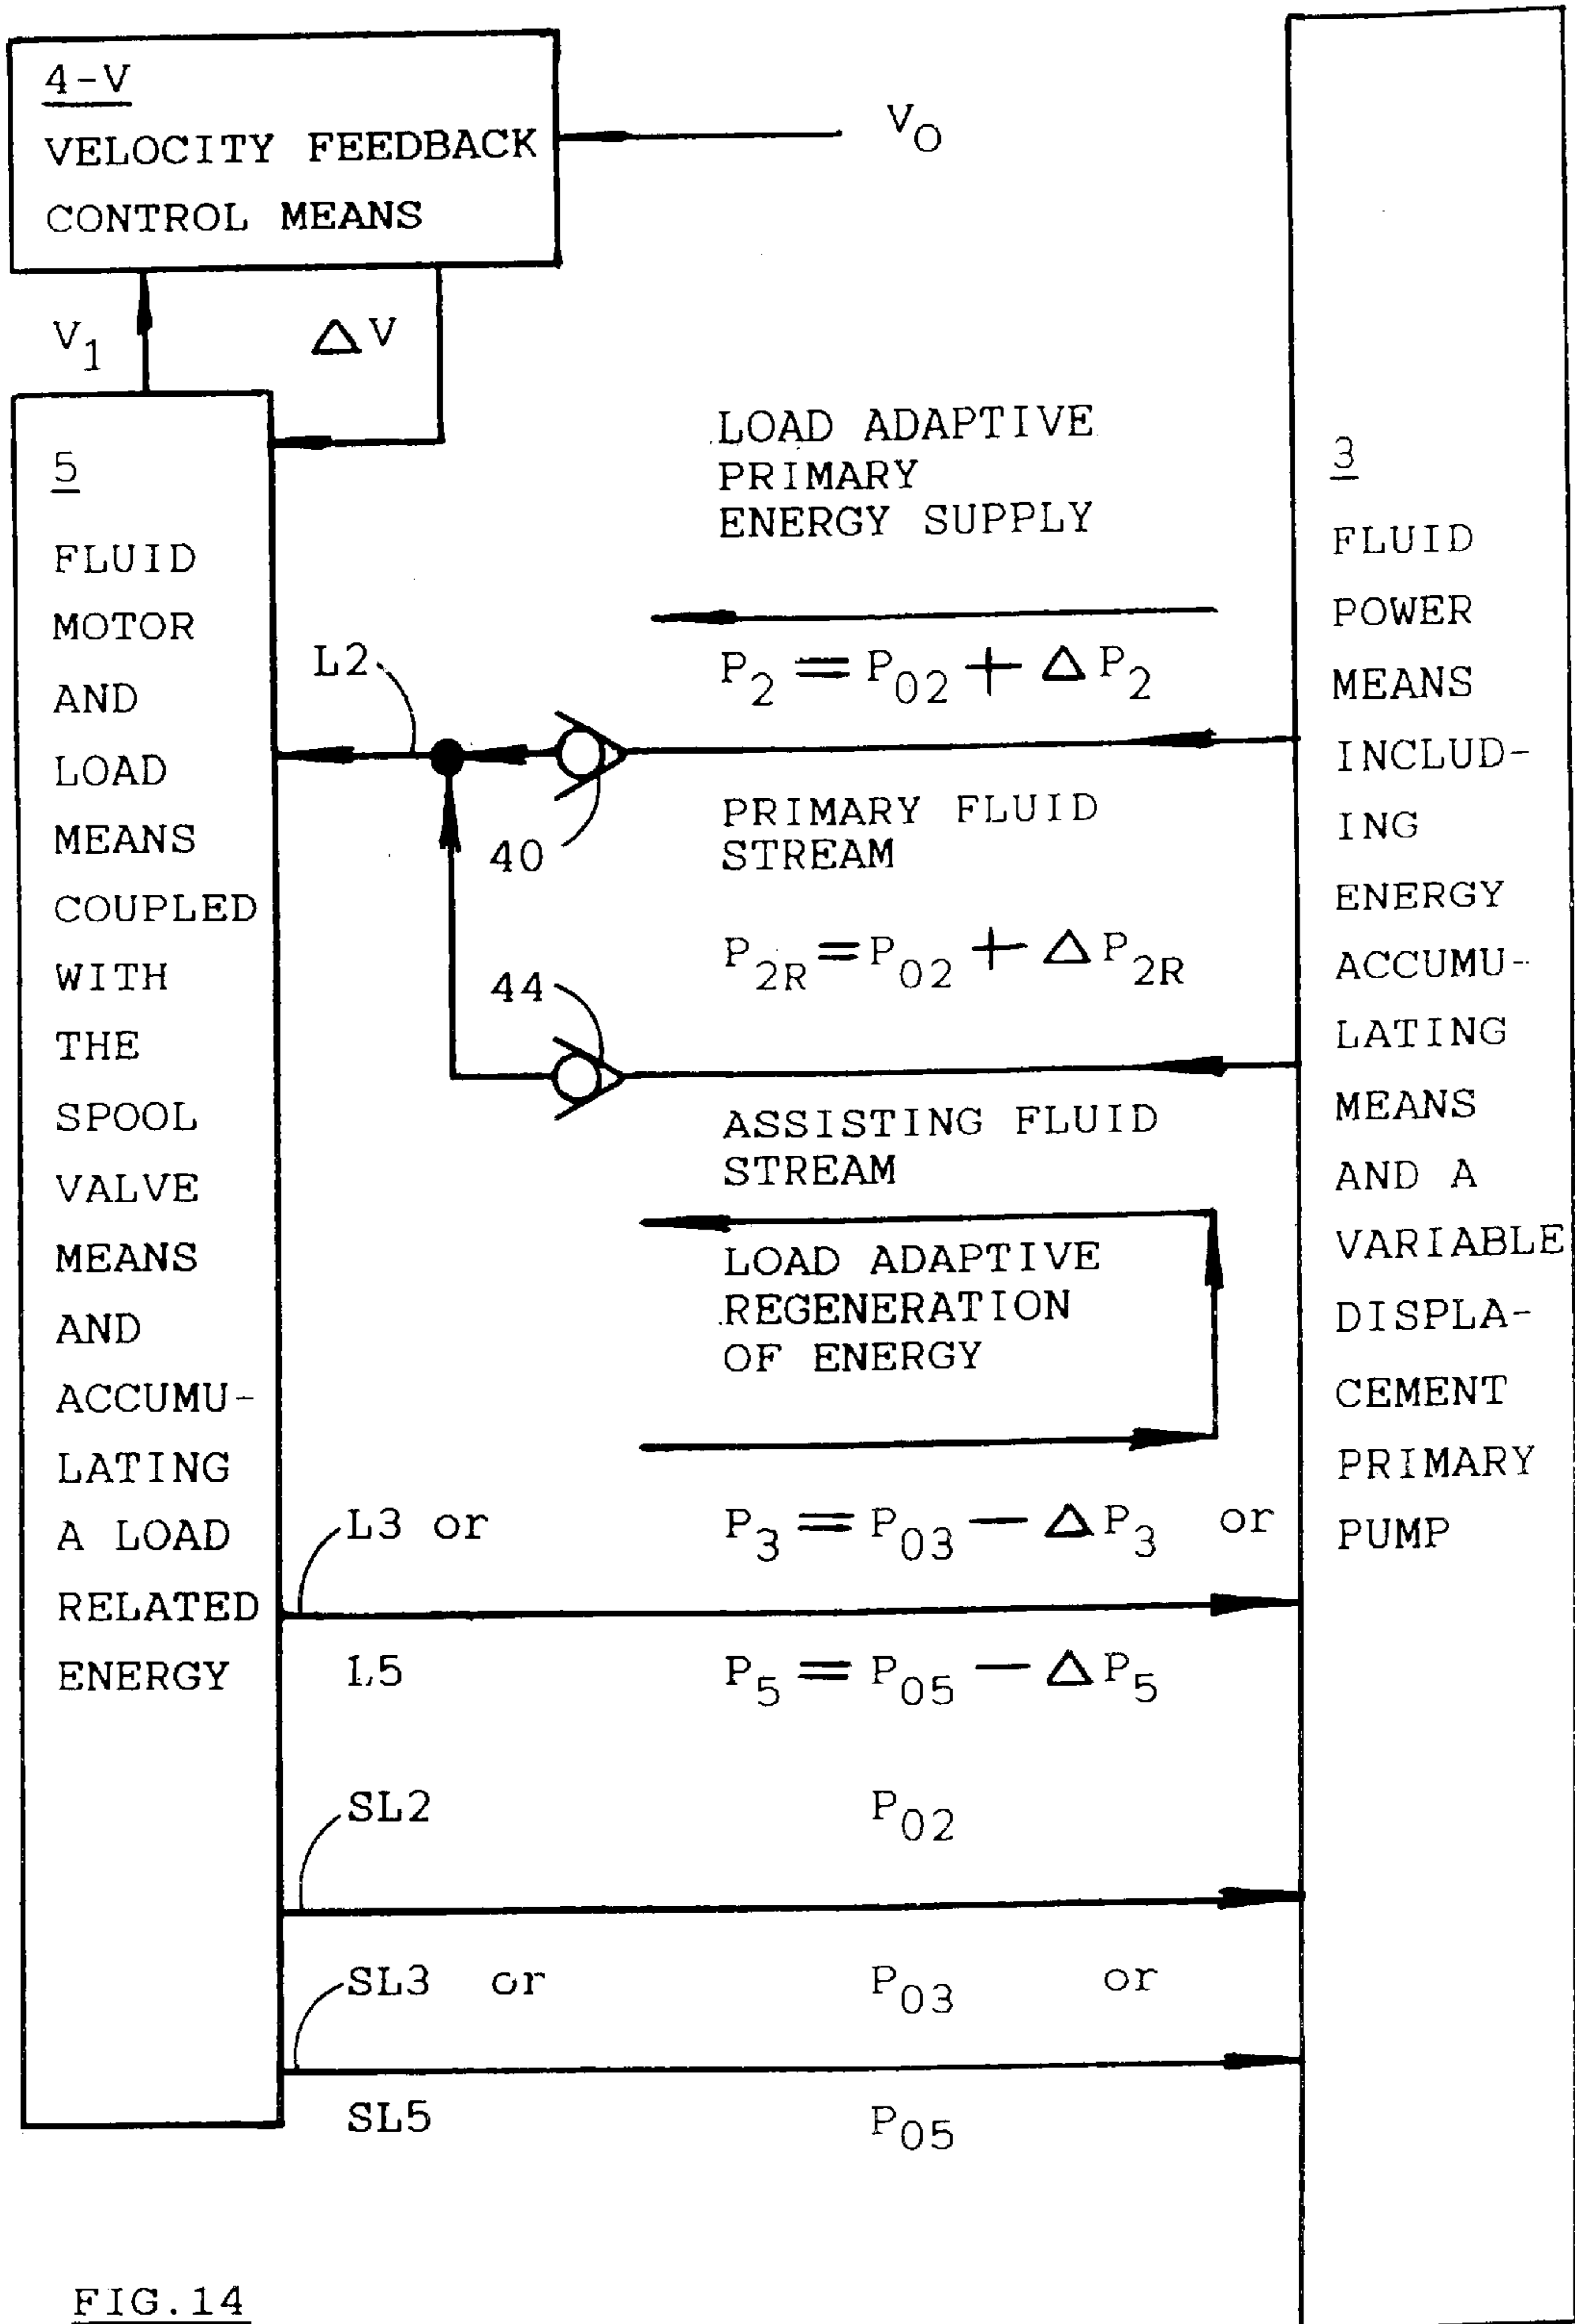 4-V
VELOCITY FEEDBACK
CONTROL MEANS
V₀
V₁
ΔV
5
FLUID
MOTOR
AND
LOAD
MEANS
COUPLED
WITH
THE
SPOOL
VALVE
MEANS
AND
ACCUMU-
LATING
A LOAD
RELATED
ENERGY
LOAD ADAPTIVE
PRIMARY
ENERGY SUPPLY
P₂ = P₀₂ + ΔP₂
L2
40
PRIMARY FLUID
STREAM
P₂R = P₀₂ + ΔP₂R
44
ASSISTING FLUID
STREAM
LOAD ADAPTIVE
REGENERATION
OF ENERGY
L3 or
P₃ = P₀₃ − ΔP₃ or
L5
P₅ = P₀₅ − ΔP₅
SL2
P₀₂
SL3 or
P₀₃ or
SL5
P₀₅
3
FLUID
POWER
MEANS
INCLUD-
ING
ENERGY
ACCUMU-
LATING
MEANS
AND A
VARIABLE
DISPLA-
CEMENT
PRIMARY
PUMP
FIG.14